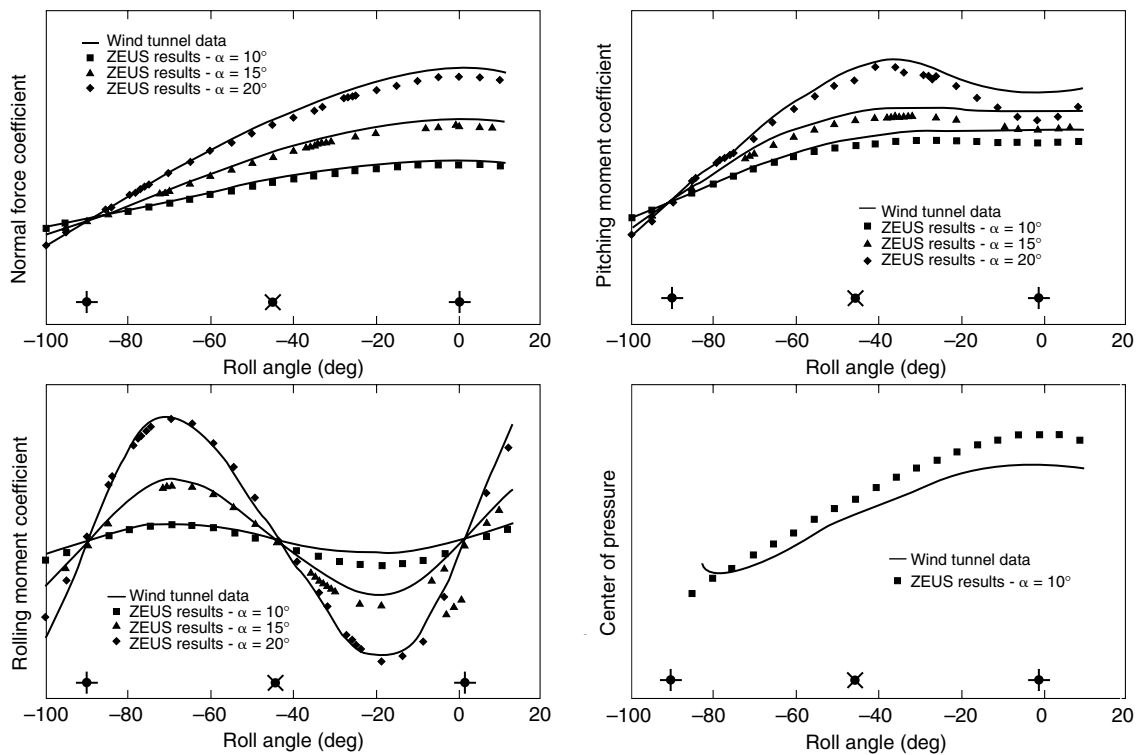 Normal force coefficient
Wind tunnel data
ZEUS results - α = 10°
ZEUS results - α = 15°
ZEUS results - α = 20°
–100 –80 –60 –40 –20 0 20
Roll angle (deg)
Pitching moment coefficient
Wind tunnel data
ZEUS results - α = 10°
ZEUS results - α = 15°
ZEUS results - α = 20°
–100 –80 –60 –40 –20 0 20
Roll angle (deg)
Rolling moment coefficient
Wind tunnel data
ZEUS results - α = 10°
ZEUS results - α = 15°
ZEUS results - α = 20°
–100 –80 –60 –40 –20 0 20
Roll angle (deg)
Center of pressure
Wind tunnel data
ZEUS results - α = 10°
–100 –80 –60 –40 –20 0 20
Roll angle (deg)